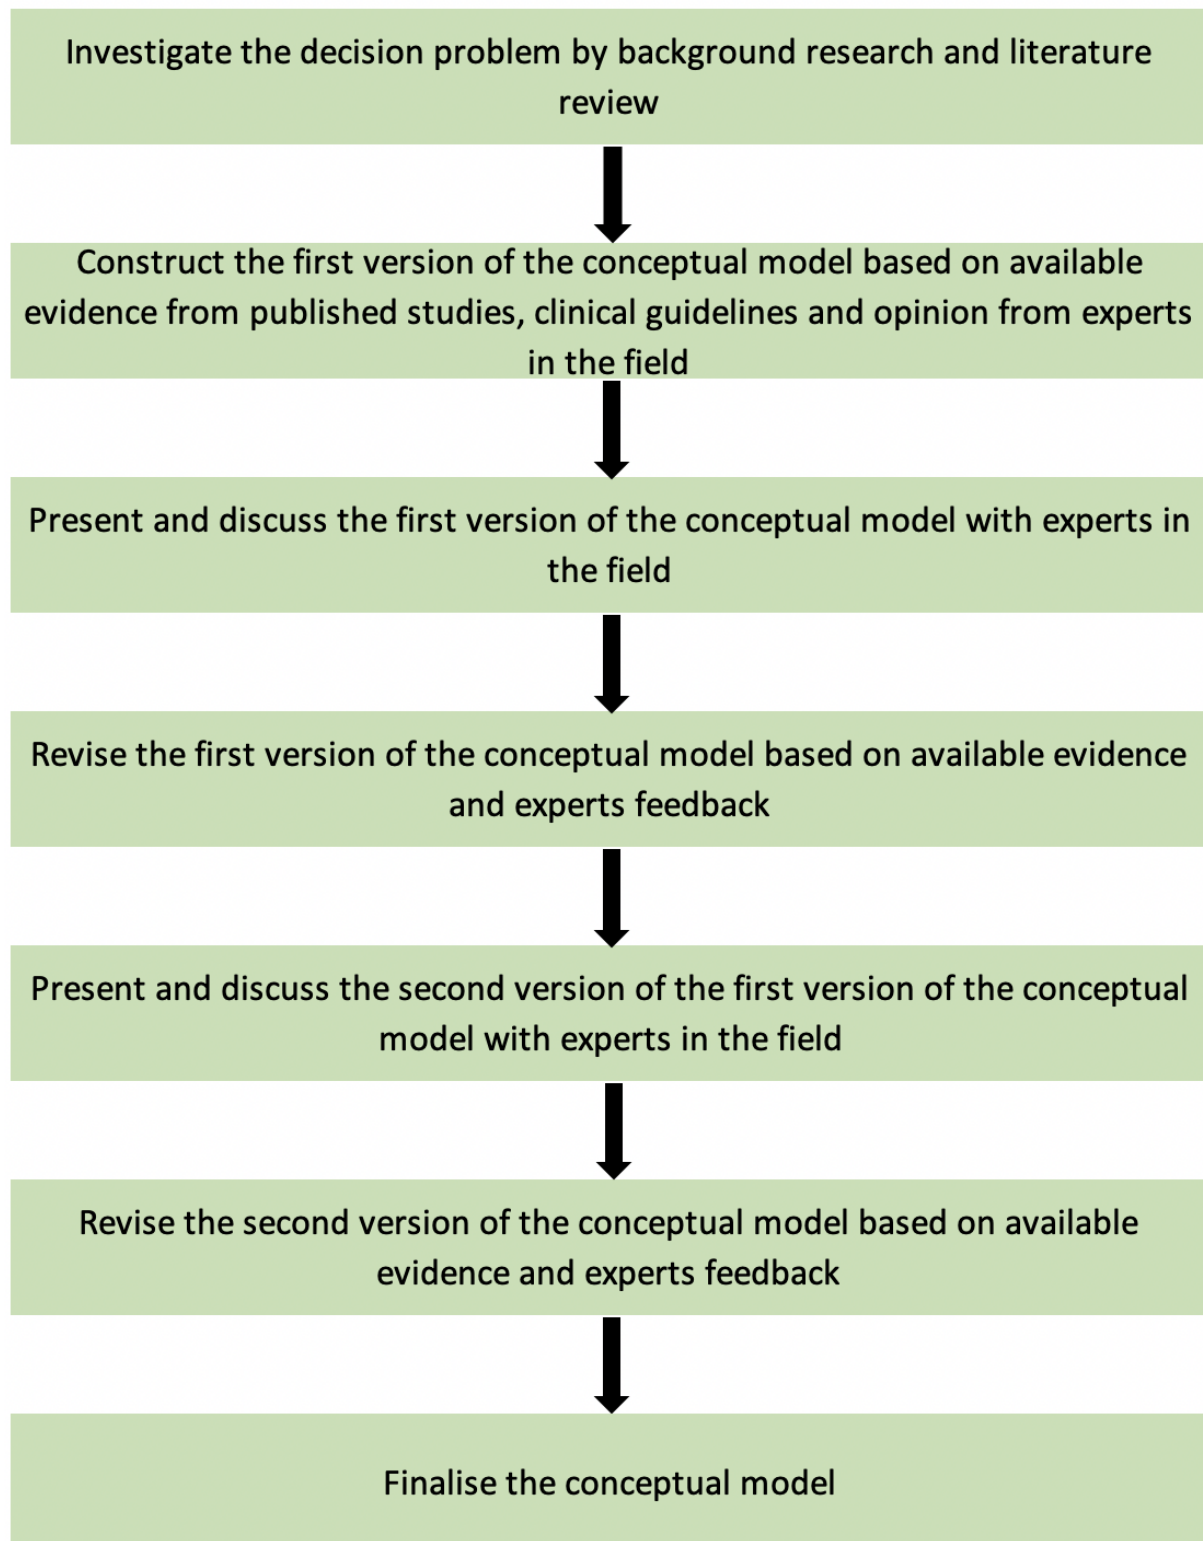 Investigate the decision problem by background research and literature
review
Construct the first version of the conceptual model based on available
evidence from published studies, clinical guidelines and opinion from experts
in the field
Present and discuss the first version of the conceptual model with experts in
the field
Revise the first version of the conceptual model based on available evidence
and experts feedback
Present and discuss the second version of the first version of the conceptual
model with experts in the field
Revise the second version of the conceptual model based on available
evidence and experts feedback
Finalise the conceptual model